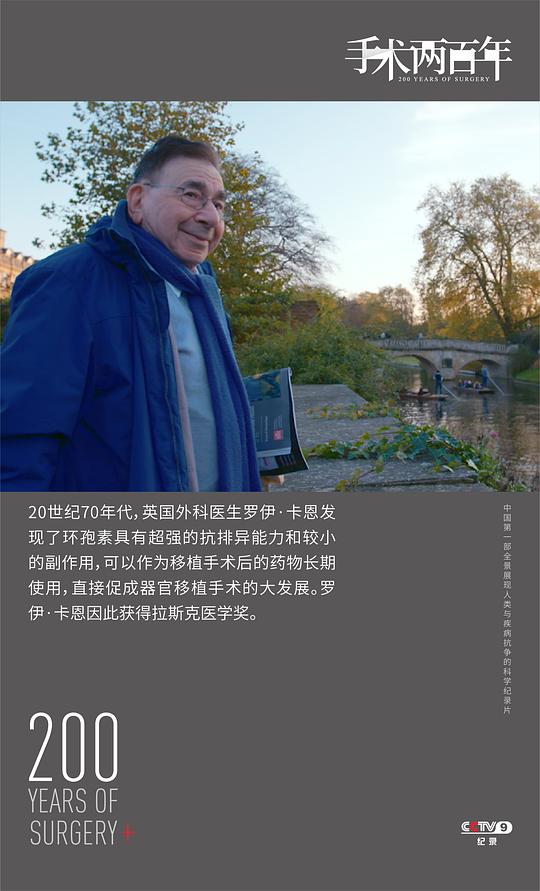 手术两百年
200 YEARS OF SURGERY
20世纪70年代，英国外科医生罗伊·卡恩发
现了环孢素具有超强的抗排异能力和较小
的副作用，可以作为移植手术后的药物长期
使用，直接促成器官移植手术的大发展。罗
伊·卡恩因此获得拉斯克医学奖。
中国第一部全景展现人类与疾病抗争的科学纪录片
200
YEARS OF
SURGERY+
CCTV 9
纪录